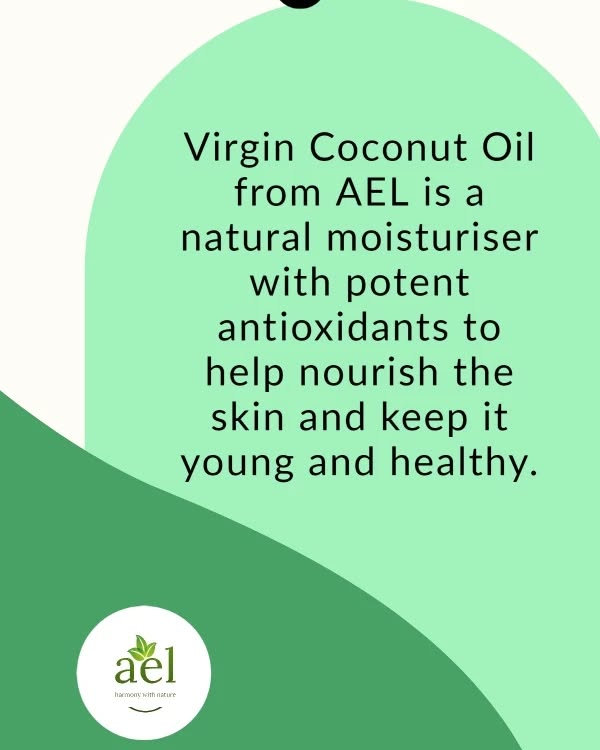 Virgin Coconut Oil
from AEL is a
natural moisturiser
with potent
antioxidants to
help nourish the
skin and keep it
young and healthy.
ael
harmony with nature